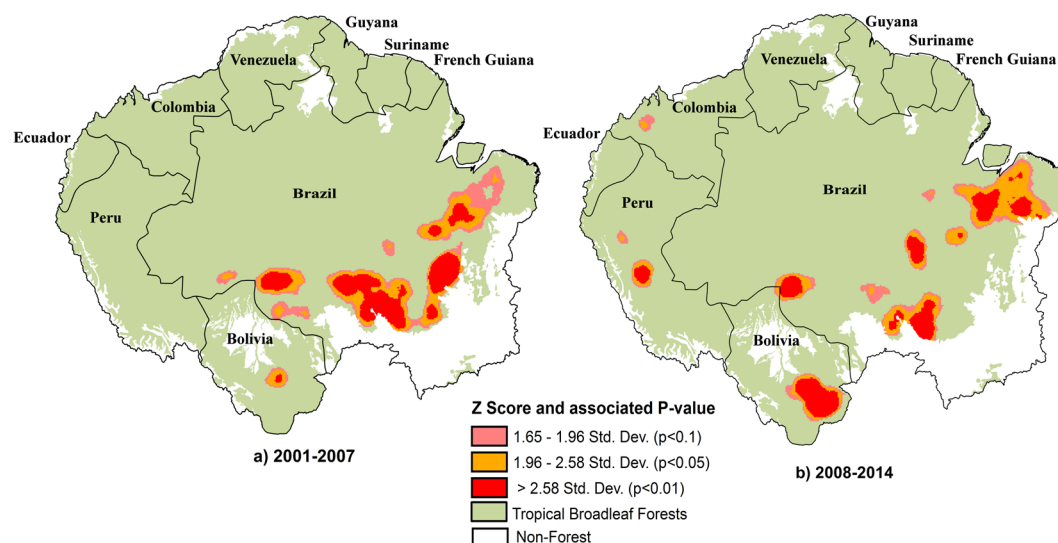 Guyana
Suriname
French Guiana
Venezuela
Colombia
Ecuador
Brazil
Peru
Bolivia
a) 2001-2007
Guyana
Suriname
French Guiana
Venezuela
Colombia
Ecuador
Brazil
Peru
Bolivia
b) 2008-2014
Z Score and associated P-value
1.65 - 1.96 Std. Dev. (p<0.1)
1.96 - 2.58 Std. Dev. (p<0.05)
> 2.58 Std. Dev. (p<0.01)
Tropical Broadleaf Forests
Non-Forest